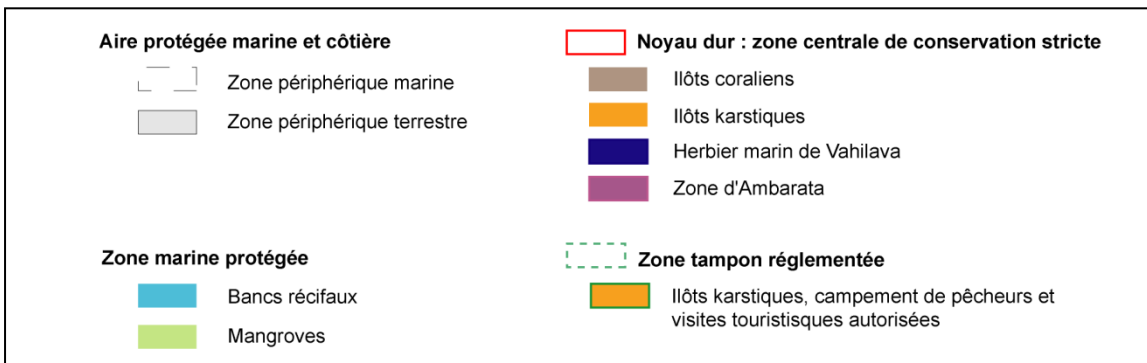 Aire protégée marine et côtière
Zone périphérique marine
Zone périphérique terrestre
Zone marine protégée
Bancs récifaux
Mangroves
Noyau dur : zone centrale de conservation stricte
Ilôts coraliens
Ilôts karstiques
Herbier marin de Vahilava
Zone d'Ambarata
Zone tampon réglementée
Ilôts karstiques, campement de pêcheurs et
visites touristisques autorisées